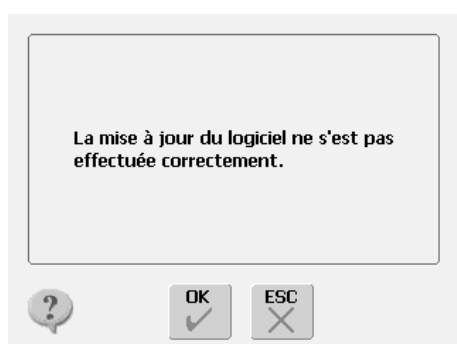 La mise à jour du logiciel ne s'est pas
effectuée correctement.
?
OK
ESC